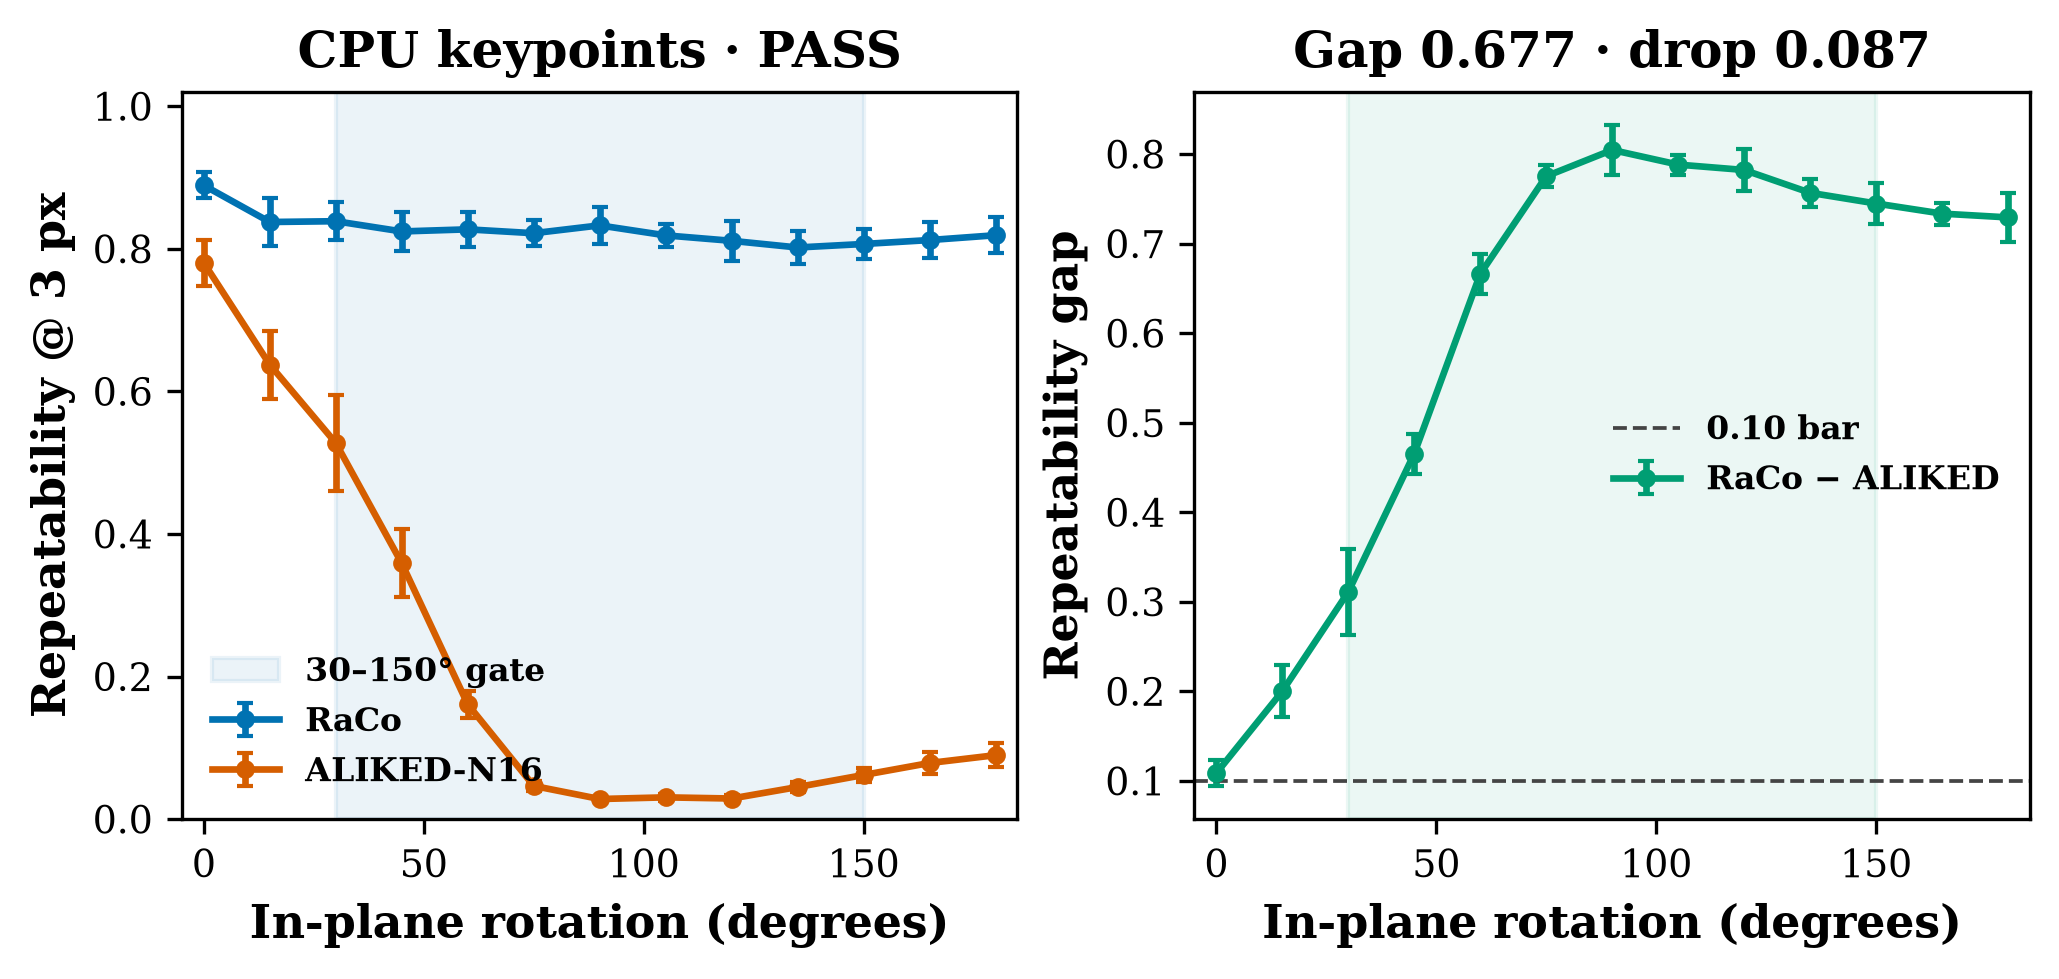 CPU keypoints · PASS
Repeatability @ 3 px
1.0
0.8
0.6
0.4
0.2
0.0
30–150° gate
RaCo
ALIKED-N16
0
50
100
150
In-plane rotation (degrees)
Gap 0.677 · drop 0.087
Repeatability gap
0.8
0.7
0.6
0.5
0.4
0.3
0.2
0.1
0.10 bar
RaCo − ALIKED
0
50
100
150
In-plane rotation (degrees)